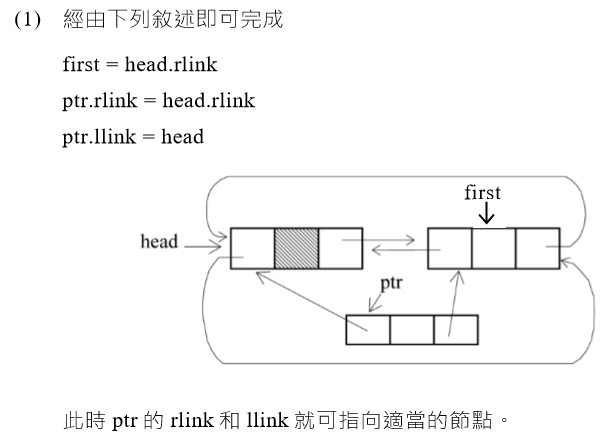 (1) 經由下列敘述即可完成
first = head.rlink
ptr.rlink = head.rlink
ptr.llink = head
first
head
ptr
此時 ptr 的 rlink 和 llink 就可指向適當的節點。